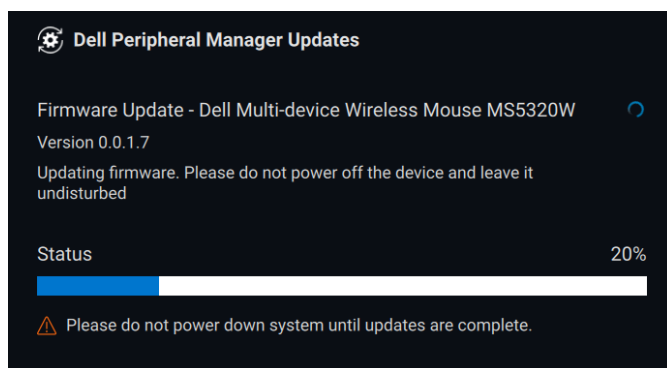 Dell Peripheral Manager Updates
Firmware Update - Dell Multi-device Wireless Mouse MS5320W
Version 0.0.1.7
Updating firmware. Please do not power off the device and leave it
undisturbed
Status 20%
Please do not power down system until updates are complete.